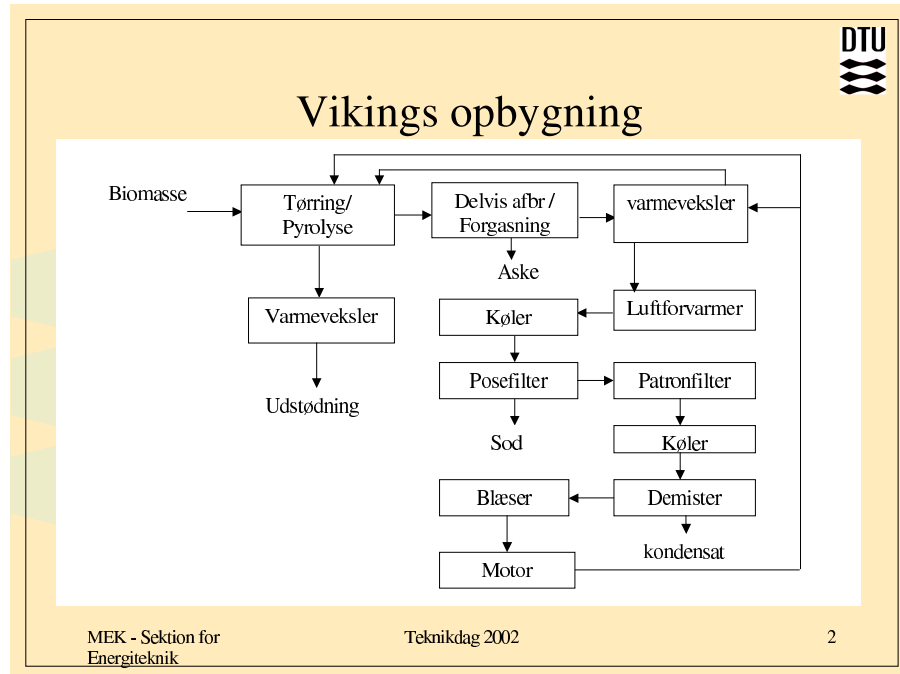 DTU
Vikings opbygning
Biomasse
Tørring/
Pyrolyse
Delvis afbr /
Forgasning
varmeveksler
Aske
Varmeveksler
Køler
Luftforvarmer
Posefilter
Patronfilter
Udstødning
Sod
Køler
Blæser
Demister
kondensat
Motor
MEK - Sektion for
Energiteknik
Teknikdag 2002
2